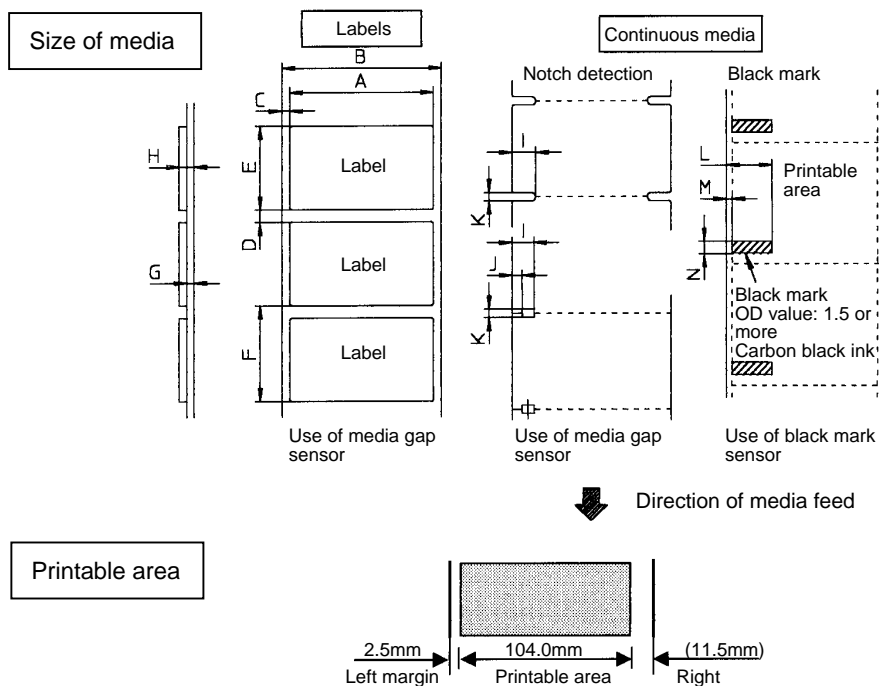 Size of media
Labels
Continuous media
B
A
C
Notch detection
Black mark
H
E
Label
I
K
L
M
Printable
area
D
Label
G
I
J
K
N
Black mark
OD value: 1.5 or
more
Carbon black ink
F
Label
Use of media gap
sensor
Use of media gap
sensor
Use of black mark
sensor
Direction of media feed
Printable area
2.5mm
104.0mm
(11.5mm)
Left margin
Printable area
Right